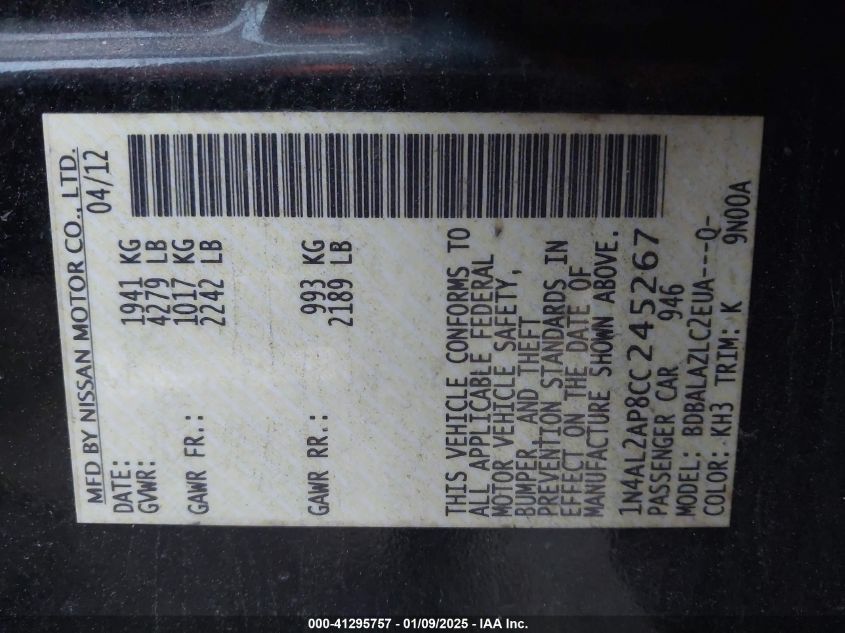 MFD BY NISSAN MOTOR CO., LTD.
DATE: 04/12
GVWR: 1941 KG
4279 LB
GAWR FR.: 1017 KG
2242 LB
GAWR RR.: 993 KG
2189 LB
THIS VEHICLE CONFORMS TO
ALL APPLICABLE FEDERAL
MOTOR VEHICLE SAFETY,
BUMPER AND THEFT
PREVENTION STANDARDS IN
EFFECT ON THE DATE OF
MANUFACTURE SHOWN ABOVE.
1N4AL2AP8CC245267
PASSENGER CAR 946
MODEL: BDBALAZLC2EUA---Q-
COLOR: KH3 TRIM: K 9N00A
000-41295757 - 01/09/2025 - IAA Inc.